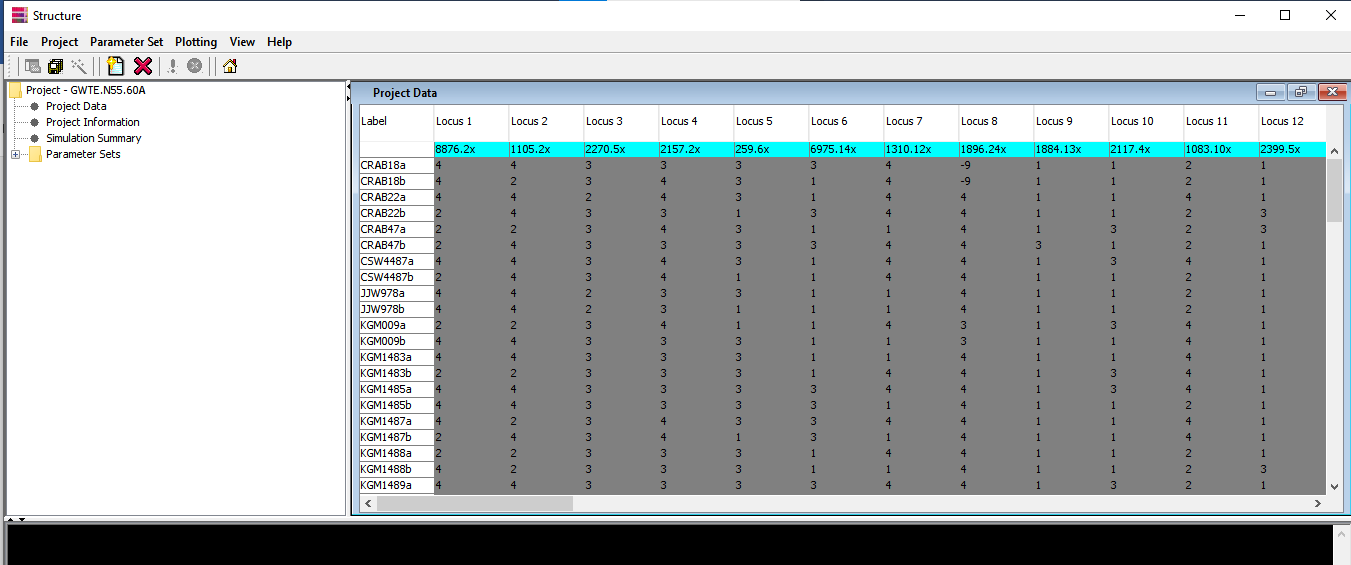 Structure
File Project Parameter Set Plotting View Help
Project - GWTE.N55.60A
Project Data
Project Information
Simulation Summary
Parameter Sets
Project Data
Label Locus 1 Locus 2 Locus 3 Locus 4 Locus 5 Locus 6 Locus 7 Locus 8 Locus 9 Locus 10 Locus 11 Locus 12
8876.2x 1105.2x 2270.5x 2157.2x 259.6x 6975.14x 1310.12x 1896.24x 1884.13x 2117.4x 1083.10x 2399.5x
CRAB18a 4 4 3 3 3 3 4 -9 1 1 2 1
CRAB18b 4 2 3 4 3 1 4 -9 1 1 2 1
CRAB22a 4 4 2 4 3 1 4 4 1 1 4 1
CRAB22b 2 4 3 3 1 3 4 4 1 1 2 3
CRAB47a 2 2 3 4 3 1 1 4 1 3 2 3
CRAB47b 2 4 3 3 3 3 4 4 3 1 2 1
CSW4487a 4 4 3 4 3 1 4 4 1 3 4 1
CSW4487b 2 4 3 4 1 1 4 4 1 1 2 1
JJW978a 4 4 2 3 3 1 1 4 1 1 2 1
JJW978b 4 4 2 3 1 1 1 4 1 1 2 1
KGM009a 2 2 3 4 1 1 4 3 1 3 4 1
KGM009b 4 4 3 3 3 1 1 3 1 1 4 1
KGM1483a 4 4 3 3 3 1 4 4 1 1 4 1
KGM1483b 2 2 3 3 3 1 4 4 1 3 4 1
KGM1485a 4 4 3 3 3 3 4 4 1 3 4 1
KGM1485b 4 4 3 3 3 3 1 4 1 1 2 1
KGM1487a 4 2 3 4 3 3 4 4 1 1 4 1
KGM1487b 2 4 3 4 1 3 1 4 1 1 4 1
KGM1488a 2 2 3 3 3 1 4 4 1 1 2 1
KGM1488b 4 2 3 3 3 1 1 4 1 1 2 3
KGM1489a 4 4 3 3 3 3 4 4 1 3 2 1